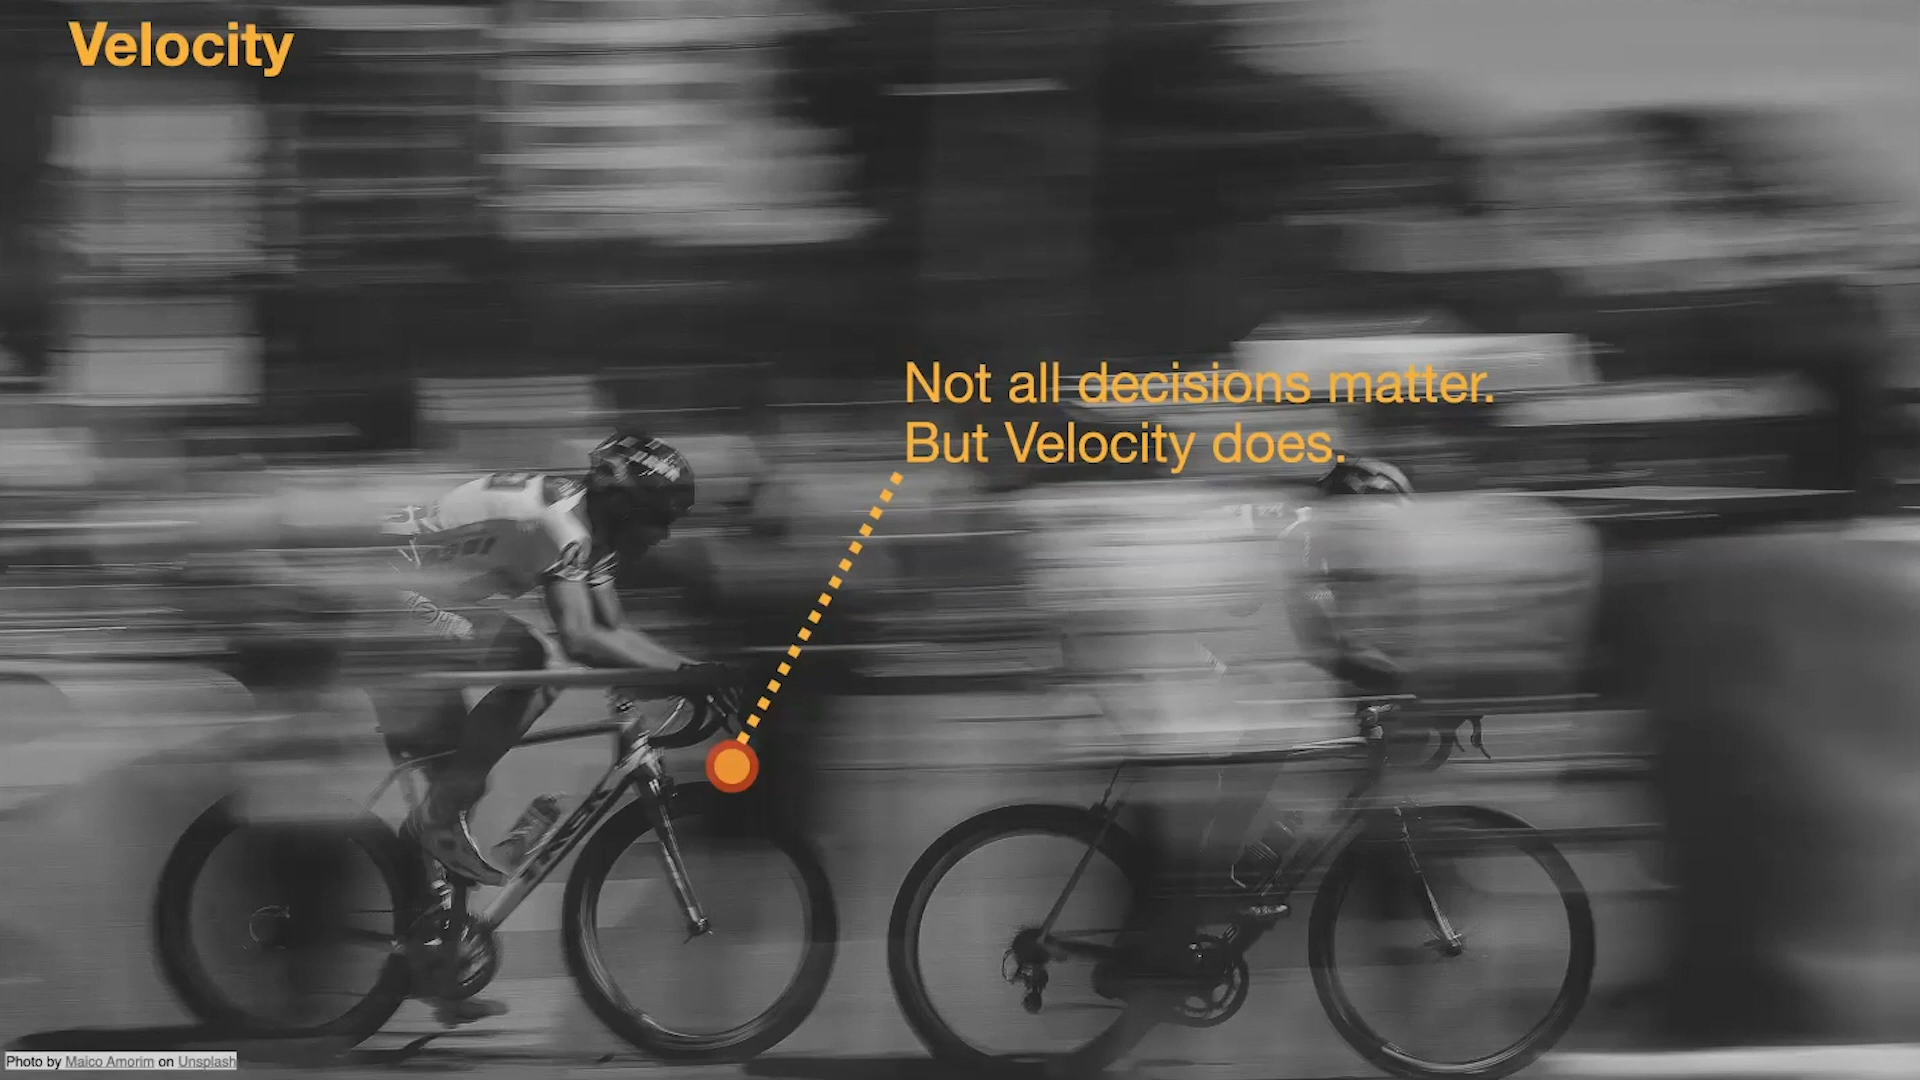 Velocity
Not all decisions matter.
But Velocity does.
Photo by Maico Amorim on Unsplash